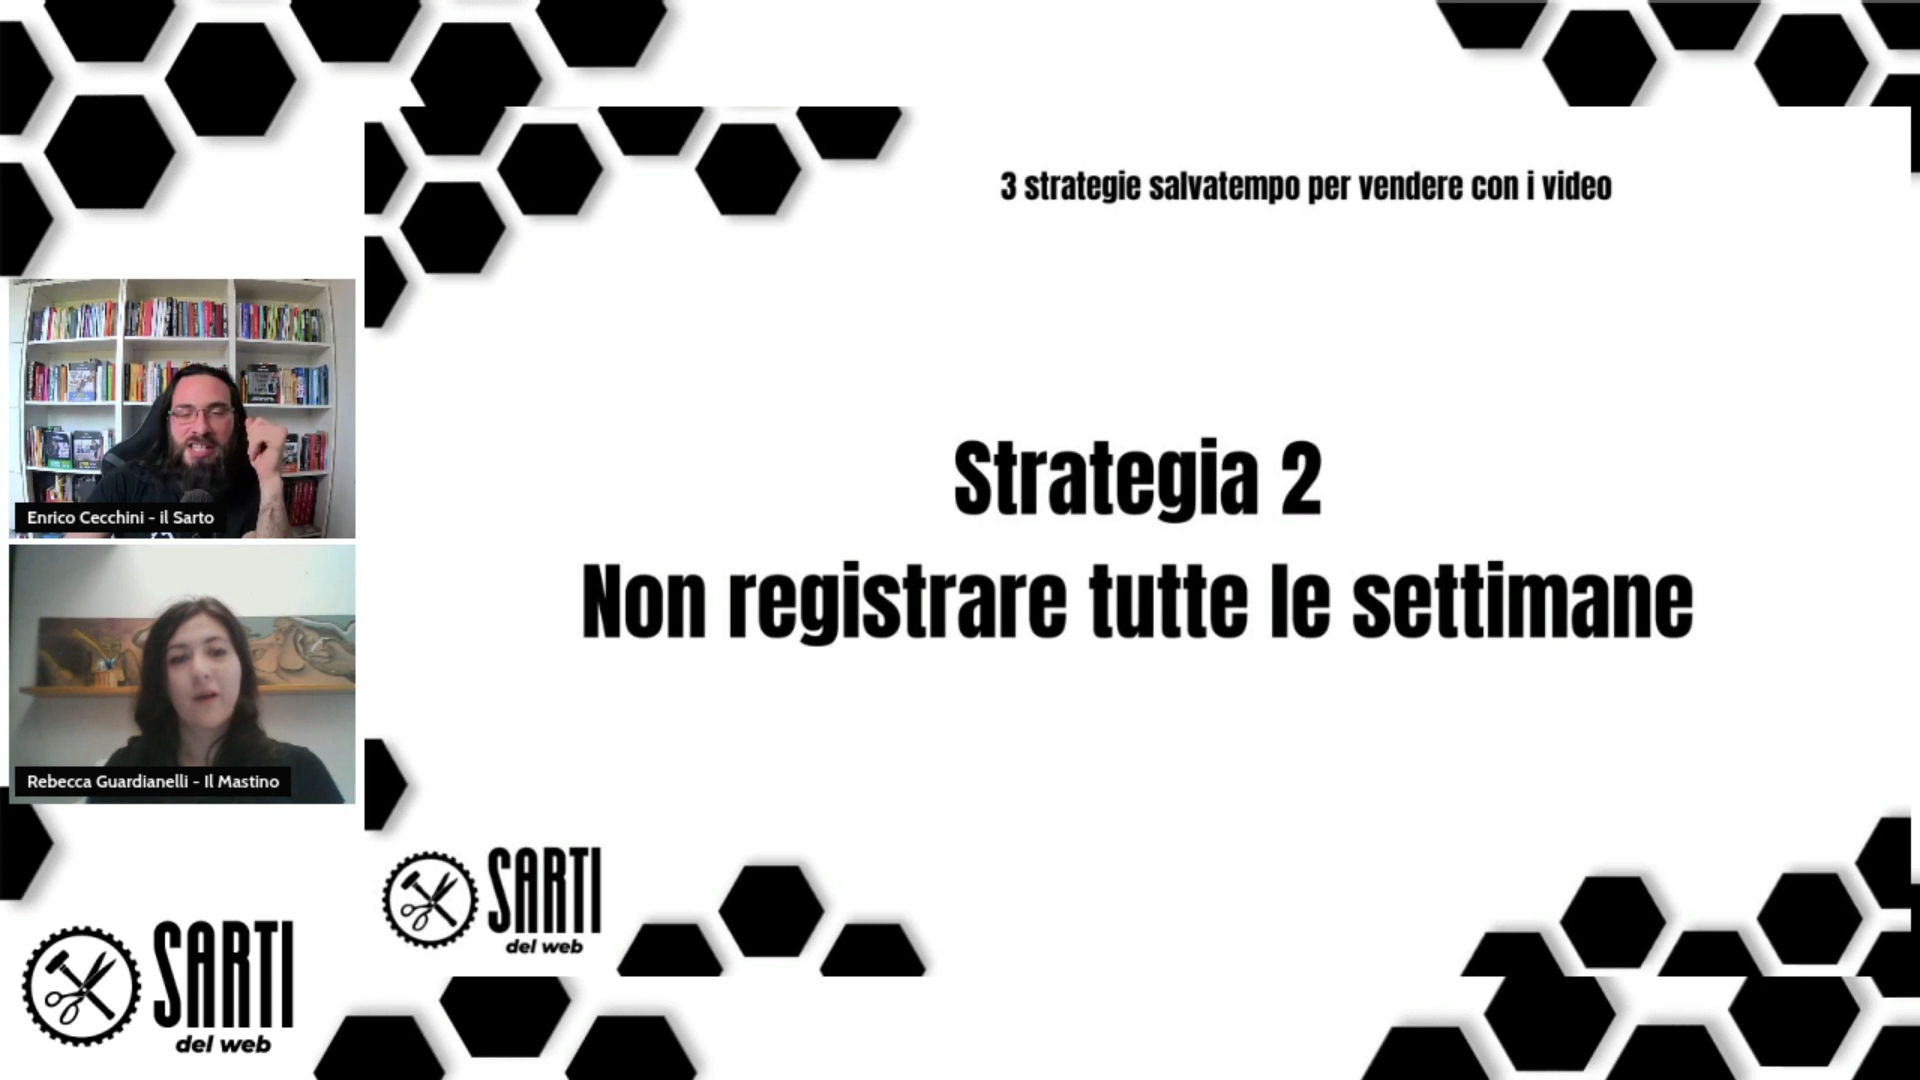 3 strategie salvatempo per vendere con i video
Strategia 2
Non registrare tutte le settimane
Enrico Cecchini - il Sarto
Rebecca Guardianelli - Il Mastino
SARTI
del web
SARTI
del web